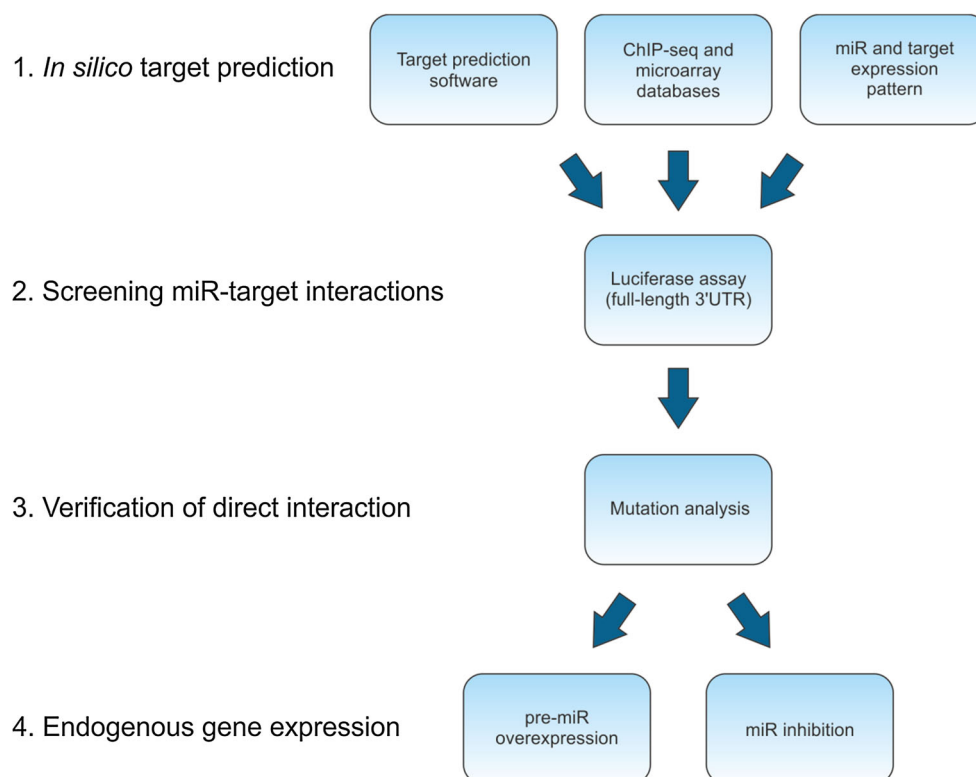 1. In silico target prediction
Target prediction
software
ChIP-seq and
microarray
databases
miR and target
expression
pattern
2. Screening miR-target interactions
Luciferase assay
(full-length 3'UTR)
3. Verification of direct interaction
Mutation analysis
4. Endogenous gene expression
pre-miR
overexpression
miR inhibition